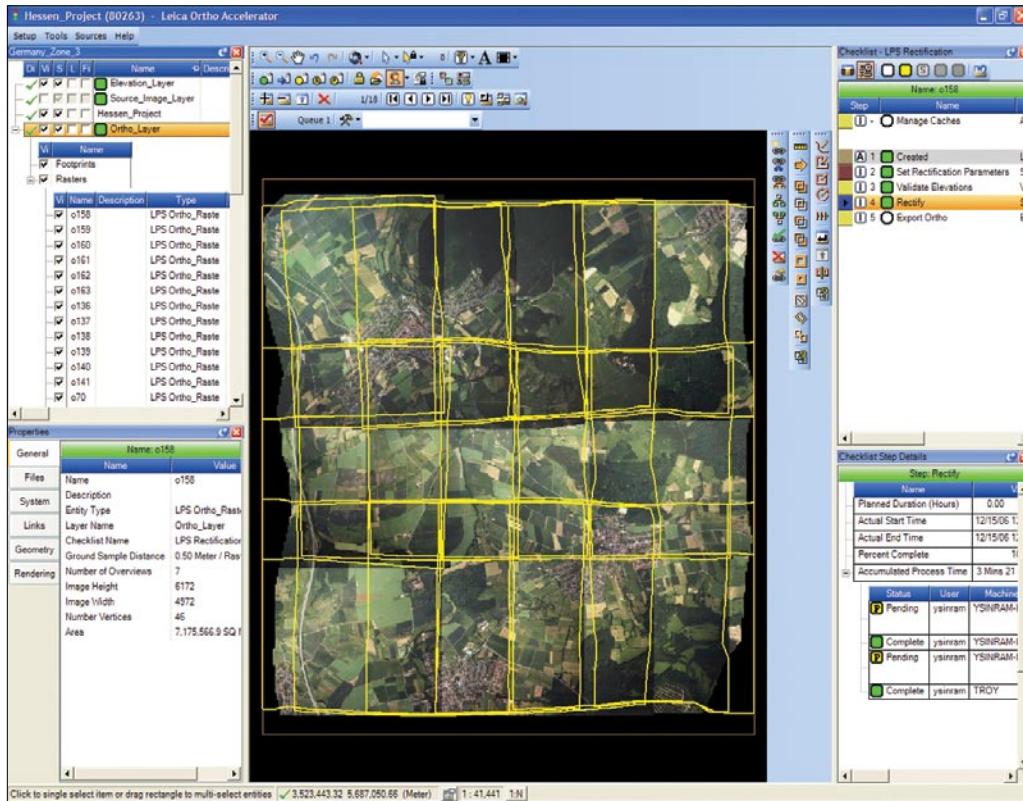 Hessen_Project (80263) - Leica Ortho Accelerator
Setup Tools Sources Help
Germany_Zone_3
Di Vi S L Fi Name Descri
Elevation_Layer
Source_Image_Layer
Hessen_Project
Ortho_Layer
Vi Name
Footprints
Rasters
Vi Name Description Type
o158 LPS Ortho_Raste
o159 LPS Ortho_Raste
o160 LPS Ortho_Raste
o161 LPS Ortho_Raste
o162 LPS Ortho_Raste
o163 LPS Ortho_Raste
o136 LPS Ortho_Raste
o137 LPS Ortho_Raste
o138 LPS Ortho_Raste
o139 LPS Ortho_Raste
o140 LPS Ortho_Raste
o141 LPS Ortho_Raste
o70 LPS Ortho_Raste
Properties
General
Files
System
Links
Geometry
Rendering
Name: o158
Name Value
Name o158
Description
Entity Type LPS Ortho_Rast
Layer Name Ortho_Layer
Checklist Name LPS Rectification
Ground Sample Distance 0.50 Meter / Ras
Number of Overviews 7
Image Height 6172
Image Width 4972
Number Vertices 46
Area 7,175,566.9 SQ
1/18
Queue 1
Checklist - LPS Rectification
Name: o158
Step Name
I - Manage Caches
A 1 Created
I 2 Set Rectification Parameters
I 3 Validate Elevations
I 4 Rectify
I 5 Export Ortho
Checklist Step Details
Step: Rectify
Name V
Planned Duration (Hours) 0.00
Actual Start Time 12/15/06 1
Actual End Time 12/15/06 1
Percent Complete 10
Accumulated Process Time 3 Mins 21
Status User Machine
P Pending ysinram YSINRAM-
Complete ysinram YSINRAM-
P Pending ysinram YSINRAM-
Complete ysinram TROY
Click to single select item or drag rectangle to multi-select entities 3,523,443.32 5,687,050.66 (Meter) 1 : 41,441 1:N